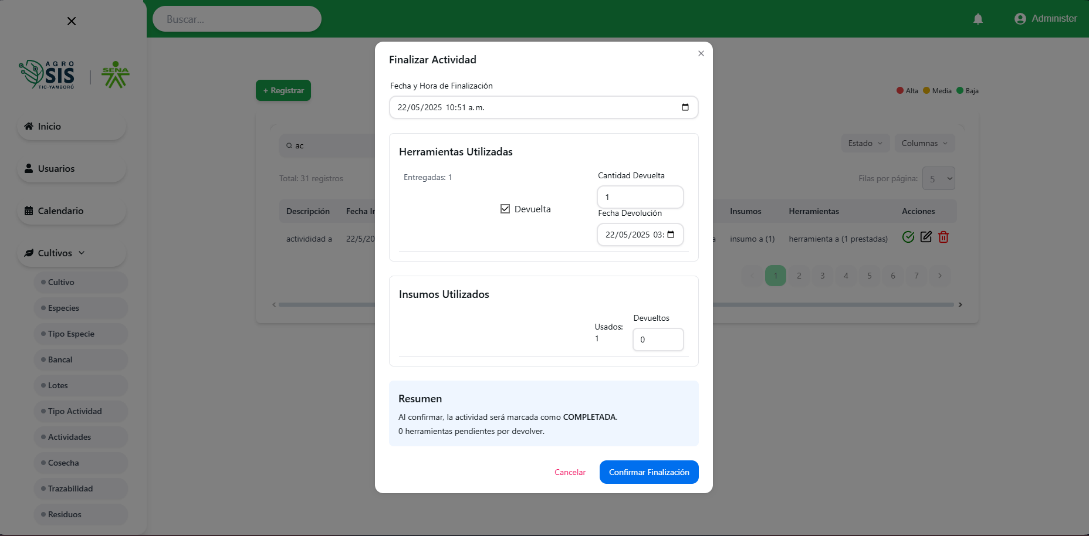 Buscar...
Administor
AGRO
SIS
TIC-YAMBORÓ
SENA
Inicio
Usuarios
Calendario
Cultivos
Cultivo
Especies
Tipo Especie
Bancal
Lotes
Tipo Actividad
Actividades
Cosecha
Trazabilidad
Residuos
+ Registrar
Alta
Media
Baja
ac
Estado
Columnas
Total: 31 registros
Filas por página:
5
Descripción
Fecha In
Insumos
Herramientas
Acciones
activididad a
22/5/20
a
insumo a (1)
herramienta a (1 prestadas)
1
2
3
4
5
6
7
Finalizar Actividad
Fecha y Hora de Finalización
22/05/2025 10:51 a.m.
Herramientas Utilizadas
Entregadas: 1
Devuelta
Cantidad Devuelta
1
Fecha Devolución
22/05/2025 03:
Insumos Utilizados
Usados:
1
Devueltos
0
Resumen
Al confirmar, la actividad será marcada como COMPLETADA.
0 herramientas pendientes por devolver.
Cancelar
Confirmar Finalización